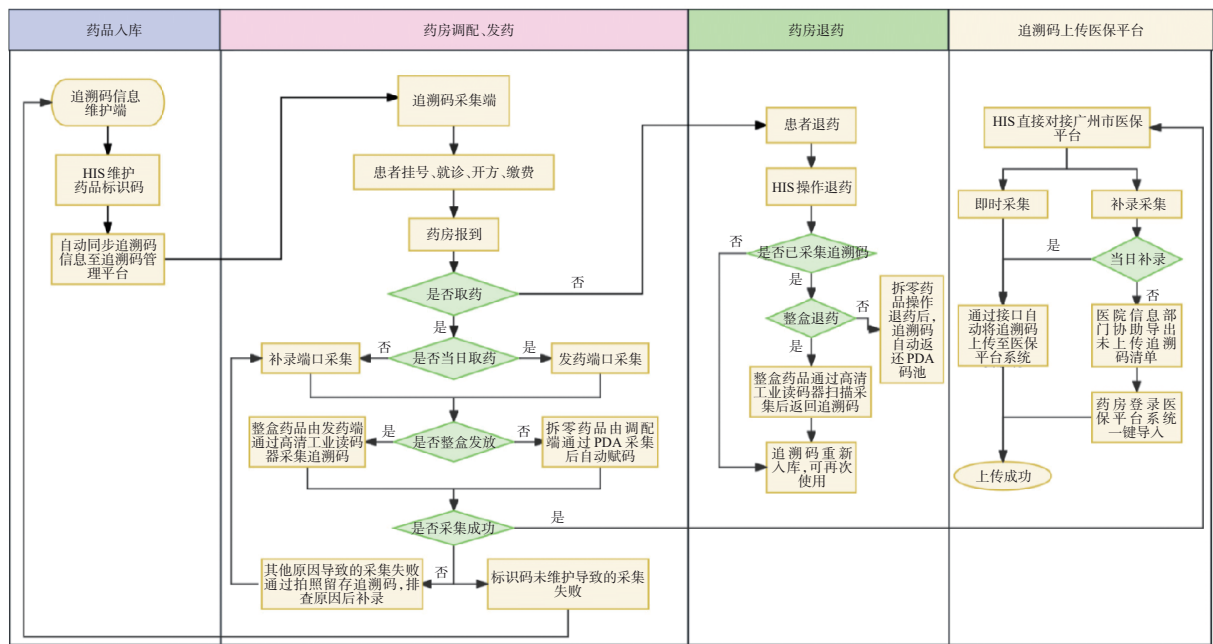 药品入库
药房调配、发药
药房退药
追溯码上传医保平台
追溯码信息
维护端
HIS维护
药品标识码
自动同步追溯码
信息至追溯码管
理平台
追溯码采集端
患者挂号、就诊、开方、缴费
药房报到
是否取药
否
是
是否当日取药
否
是
补录端口采集
发药端口采集
整盒药品由发药端
通过高清工业读码
器采集追溯码
是
是否整盒发放
否
拆零药品由调配
端通过PDA采集
后自动赋码
是否采集成功
是
否
其他原因导致的采集失败
通过拍照留存追溯码,排
查原因后补录
标识码未维护导致的采集
失败
患者退药
HIS操作退药
否
是否已采集追溯码
是
整盒退药
否
拆零药
品操作
退药后,
追溯码
自动返
还PDA
码池
是
整盒药品通过高清
工业读码器扫描采
集后返回追溯码
追溯码重新
入库,可再次
使用
HIS直接对接广州市医保
平台
即时采集
补录采集
是
当日补录
否
通过接口自
动将追溯码
上传至医保
平台系统
医院信息部
门协助导出
未上传追溯
码清单
药房登录医
保平台系统
一键导入
上传成功